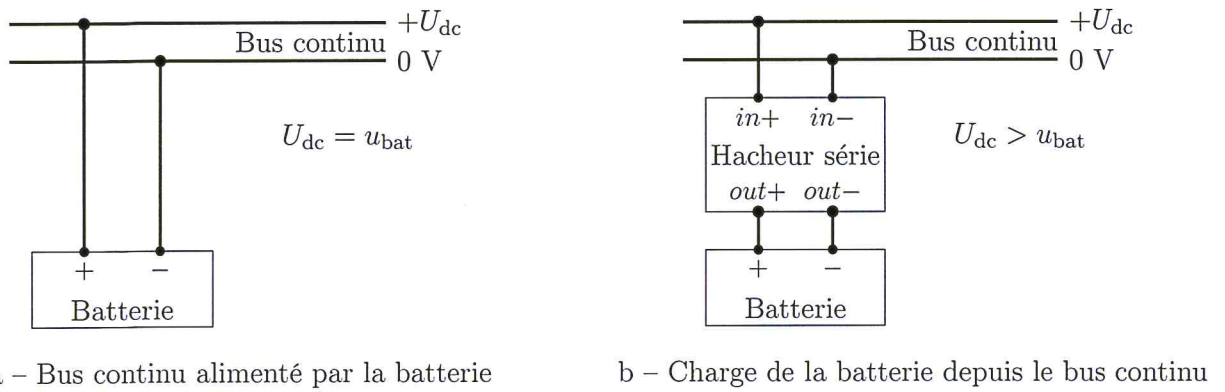 +U_dc
Bus continu
0 V
U_dc = u_bat
+ −
Batterie
– Bus continu alimenté par la batterie
+U_dc
Bus continu
0 V
in+ in−
Hacheur série
out+ out−
U_dc > u_bat
+ −
Batterie
b – Charge de la batterie depuis le bus continu